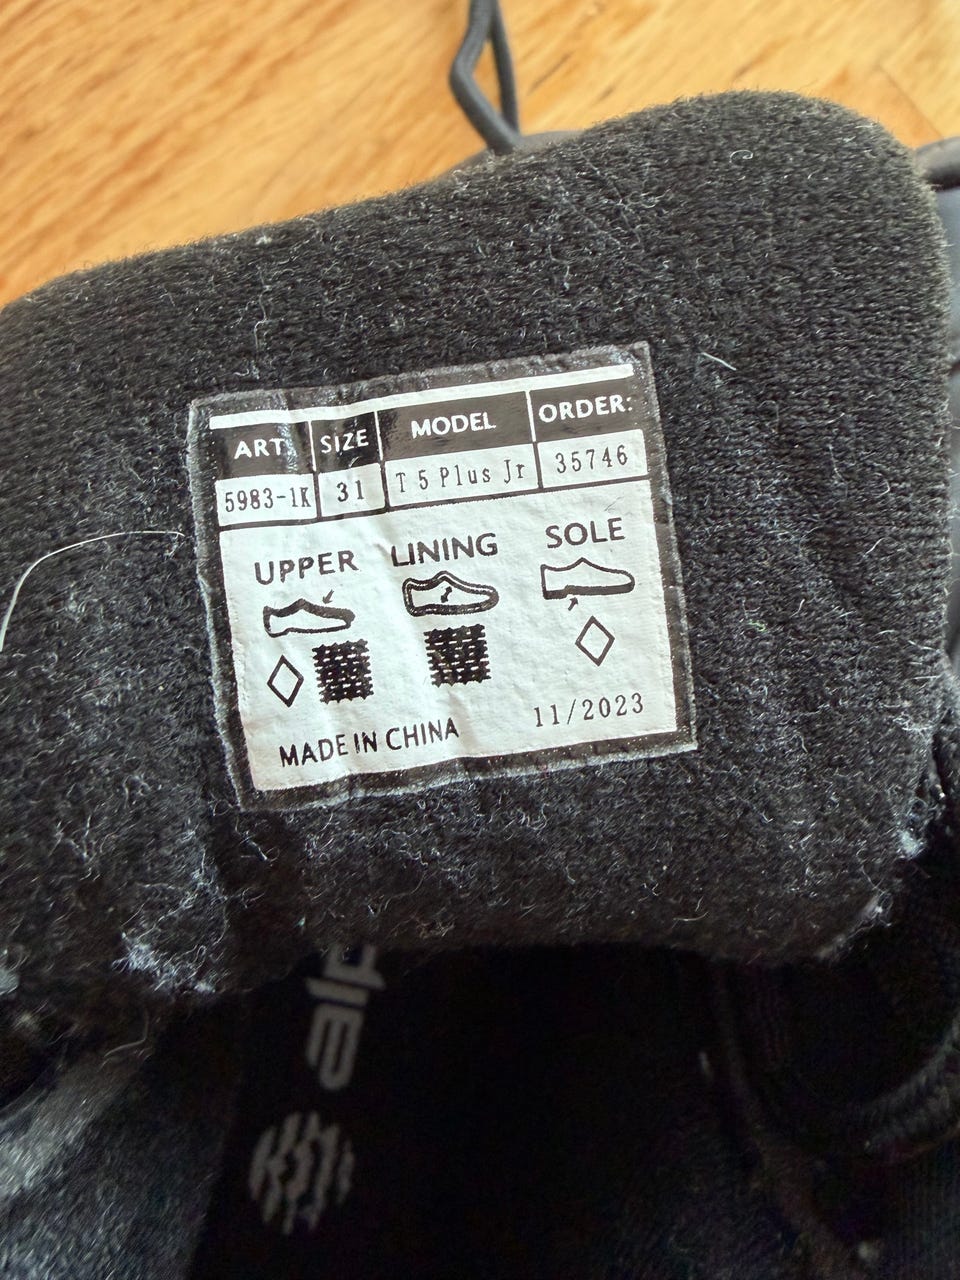 ART. SIZE MODEL ORDER:
5983-1K 31 T 5 Plus Jr 35746
UPPER LINING SOLE
11/2023
MADE IN CHINA